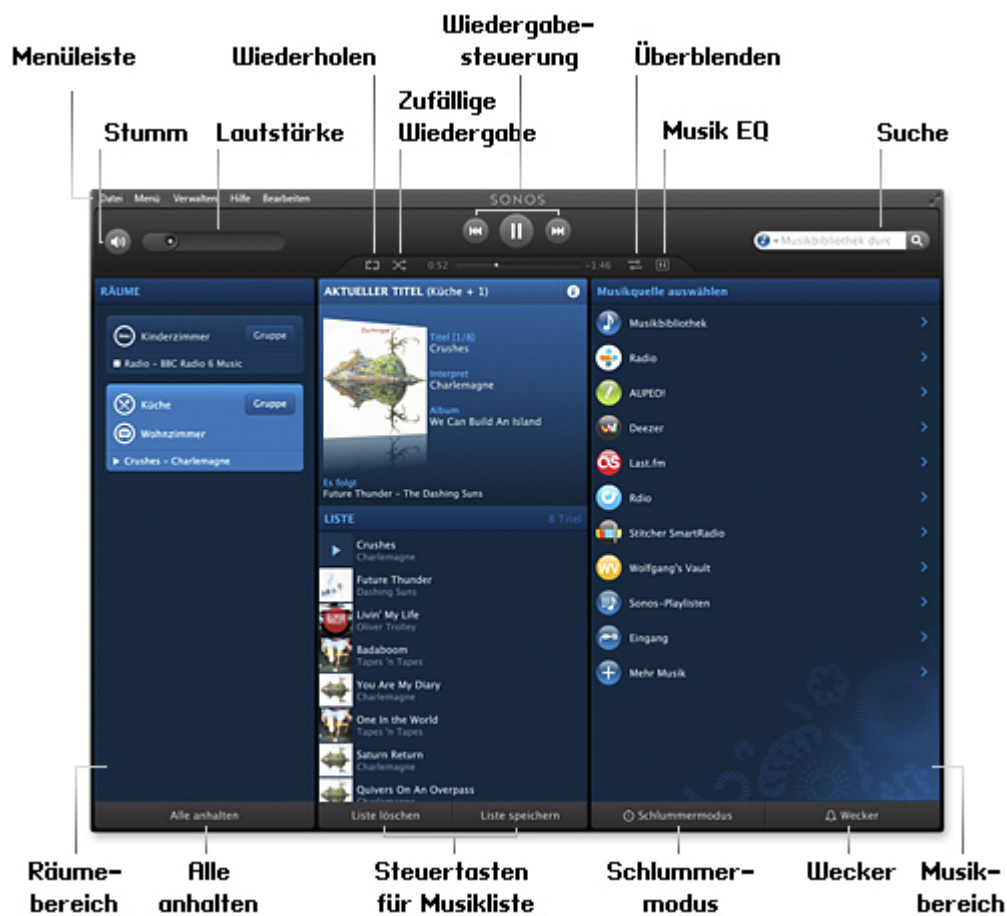 Wiedergabe-
steuerung
Menüleiste
Wiederholen
Überblenden
Zufällige
Wiedergabe
Stumm
Lautstärke
Musik EQ
Suche
Datei Menü Verwalten Hilfe Bearbeiten
SONOS
Musikbibliothek durc
0:52
-1:46
RÄUME
Kinderzimmer
Gruppe
Radio - BBC Radio 6 Music
Küche
Gruppe
Wohnzimmer
Crushes - Charlemagne
AKTUELLER TITEL (Küche + 1)
Titel [1/8]
Crushes
Interpret
Charlemagne
Album
We Can Build An Island
Es folgt
Future Thunder - The Dashing Suns
LISTE
8 Titel
Crushes
Charlemagne
Future Thunder
Dashing Suns
Livin' My Life
Oliver Trolley
Badaboom
Tapes 'n Tapes
You Are My Diary
Charlemagne
One In the World
Tapes 'n Tapes
Saturn Return
Charlemagne
Quivers On An Overpass
Charlemagne
Musikquelle auswählen
Musikbibliothek
Radio
AUPEO!
Deezer
Last.fm
Rdio
Stitcher SmartRadio
WV
Wolfgang's Vault
Sonos-Playlisten
Eingang
Mehr Musik
Alle anhalten
Liste löschen
Liste speichern
Schlummermodus
Wecker
Räume-
bereich
Alle
anhalten
Steuertasten
für Musikliste
Schlummer-
modus
Wecker
Musik-
bereich